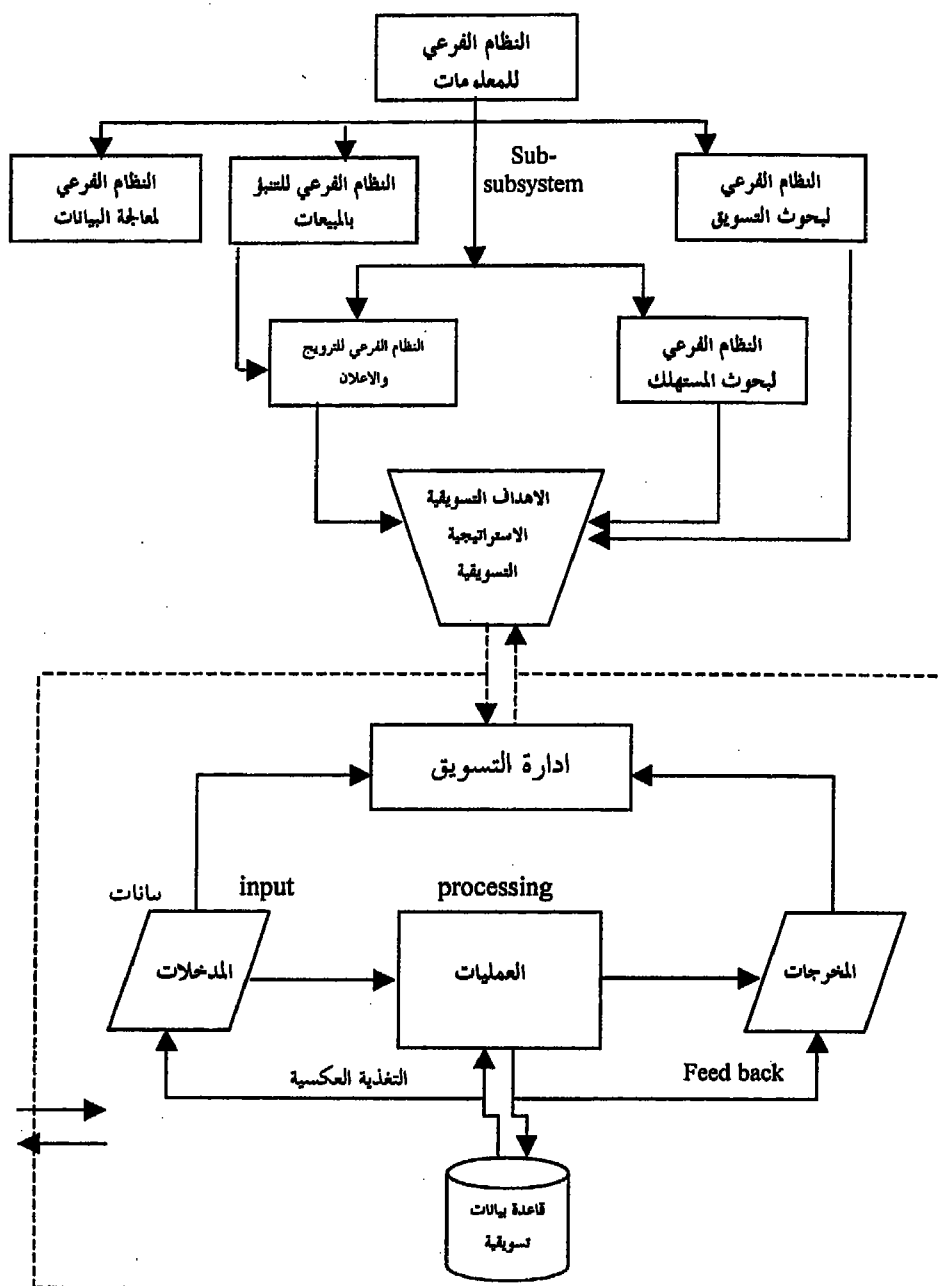 النظام الفرعي
للمعلومات
النظام الفرعي
لبحوث التسويق
Sub-
subsystem
النظام الفرعي للتنبؤ
بالمبيعات
النظام الفرعي
لمعالجة البيانات
النظام الفرعي
لبحوث المستهلك
النظام الفرعي للترويج
والاعلان
الاهداف التسويقية
الاستراتيجية
التسويقية
ادارة التسويق
بيانات
input
processing
المدخلات
العمليات
المخرجات
التغذية العكسية
Feed back
قاعدة بيانات
تسويقية